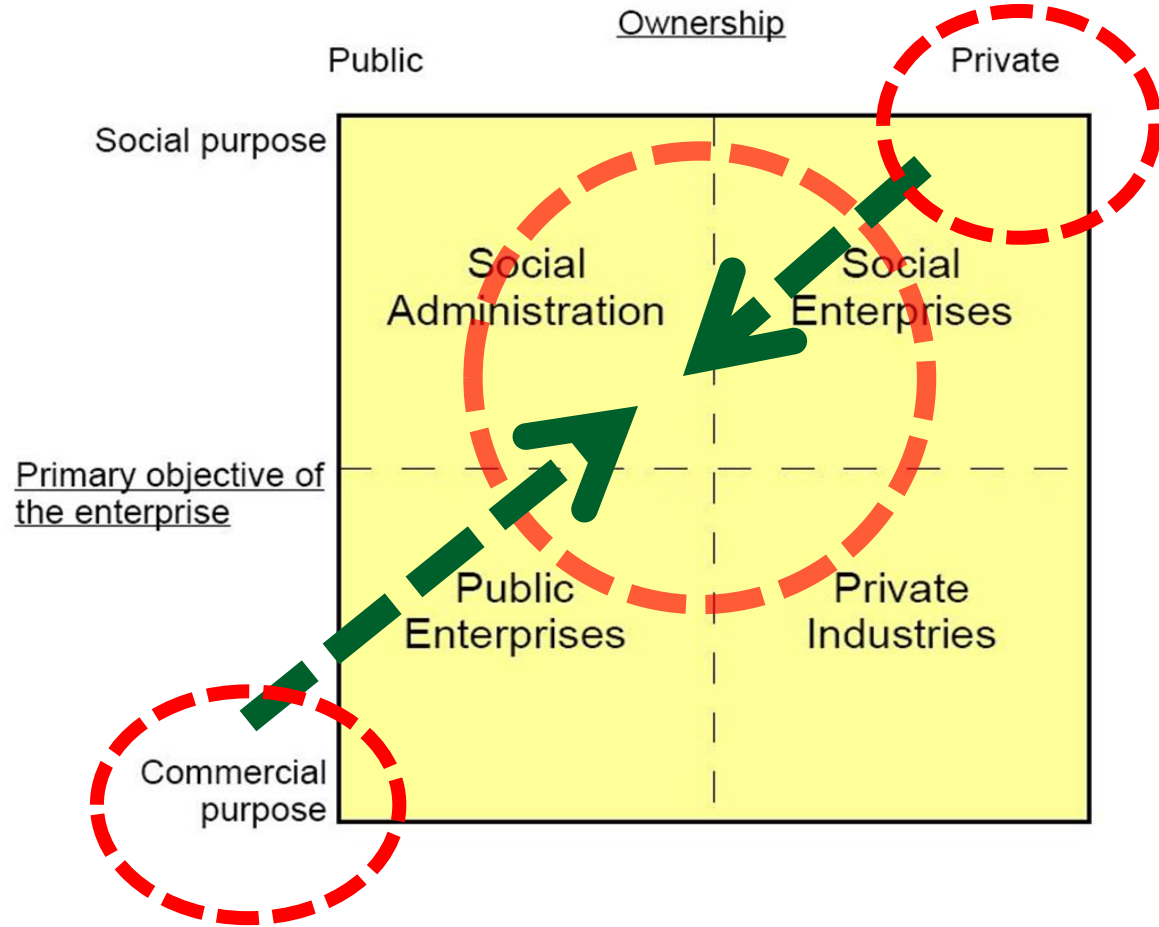 Ownership
Public
Private
Social purpose
Social
Administration
Social
Enterprises
Primary objective of
the enterprise
Public
Enterprises
Private
Industries
Commercial
purpose